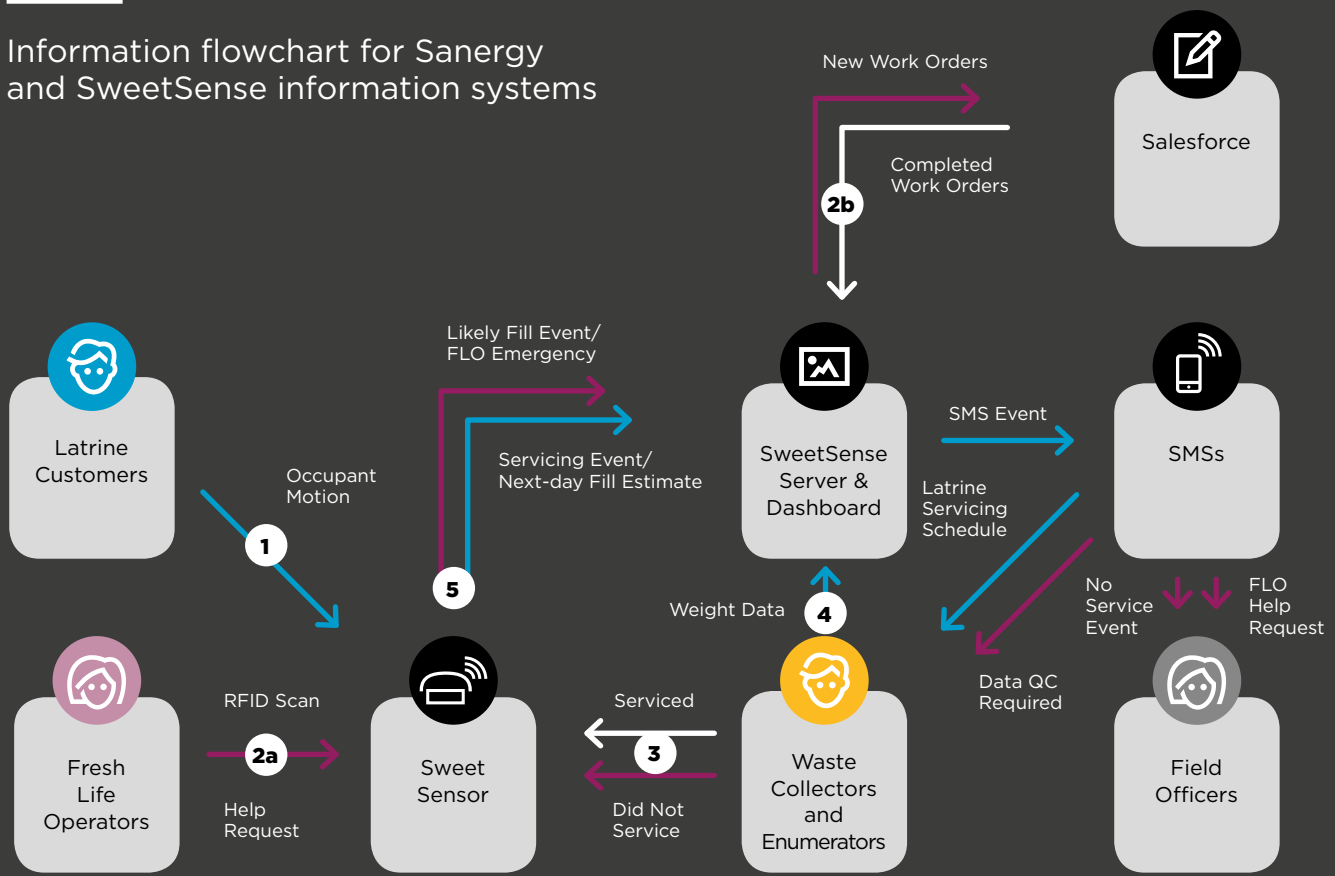 Information flowchart for Sanergy
and SweetSense information systems
New Work Orders
Salesforce
Completed
Work Orders
2b
Likely Fill Event/
FLO Emergency
Servicing Event/
Next-day Fill Estimate
Latrine
Customers
Occupant
Motion
1
5
SweetSense
Server &
Dashboard
SMS Event
Latrine
Servicing
Schedule
SMSs
Weight Data
4
No
Service
Event
FLO
Help
Request
Data QC
Required
RFID Scan
2a
Help
Request
Fresh
Life
Operators
Sweet
Sensor
Serviced
3
Did Not
Service
Waste
Collectors
and
Enumerators
Field
Officers